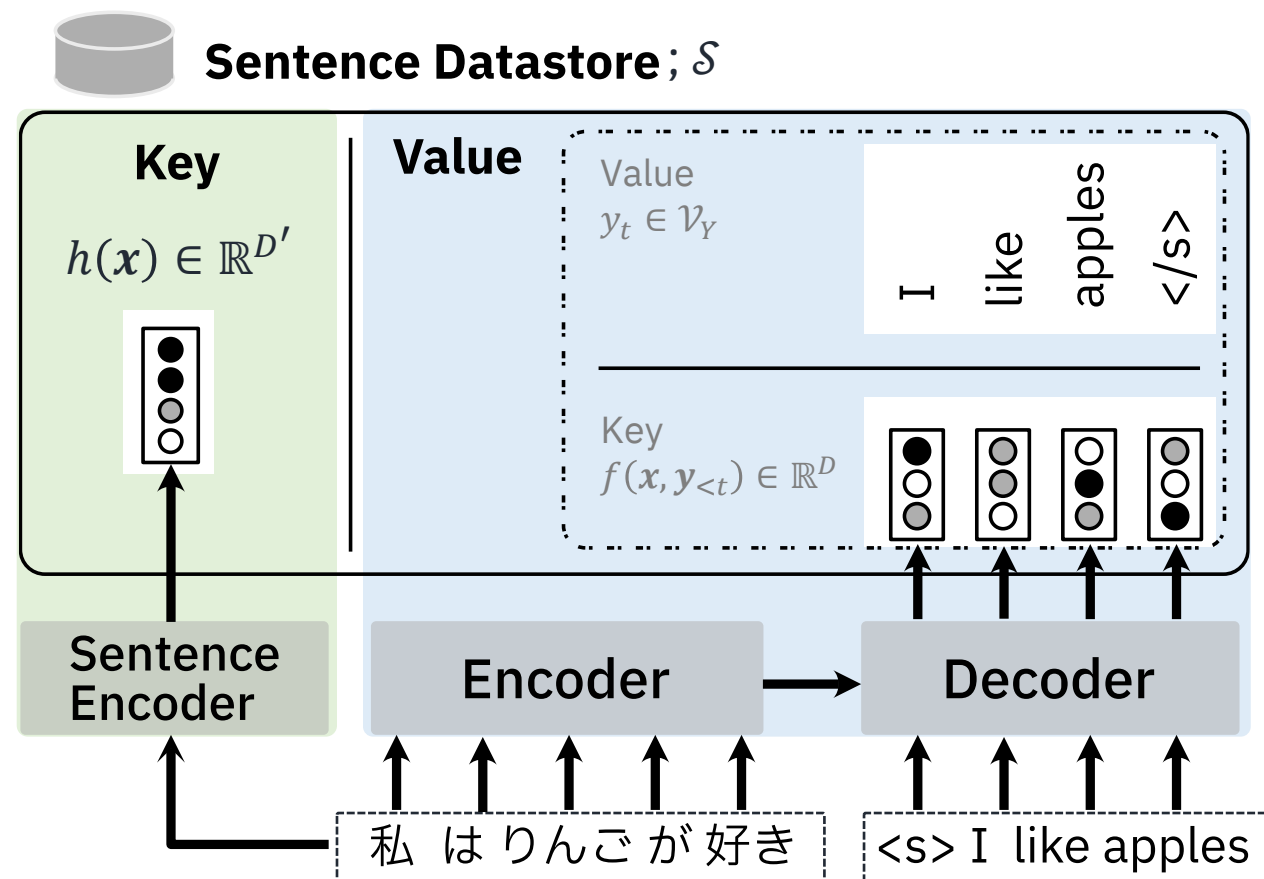 Sentence Datastore; 𝒮
Key
h(𝒙) ∈ ℝ^{D′}
Value
Value
y_t ∈ 𝒱_Y
I
like
apples
</s>
Key
f(𝒙, 𝒚_{<t}) ∈ ℝ^D
Sentence
Encoder
Encoder
Decoder
私 は りんご が 好き
<s> I like apples